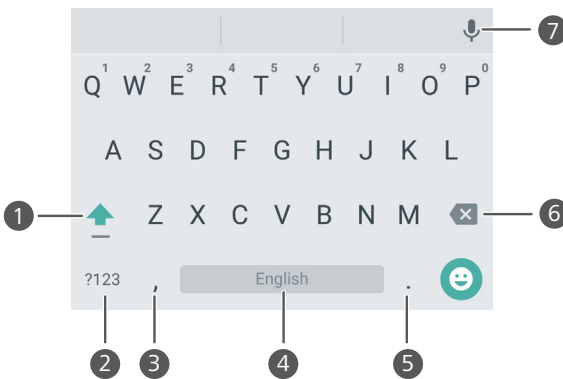 7
1 2 3 4 5 6 7 8 9 0
Q W E R T Y U I O P
A S D F G H J K L
1 Z X C V B N M 6
?123 , English .
2 3 4 5